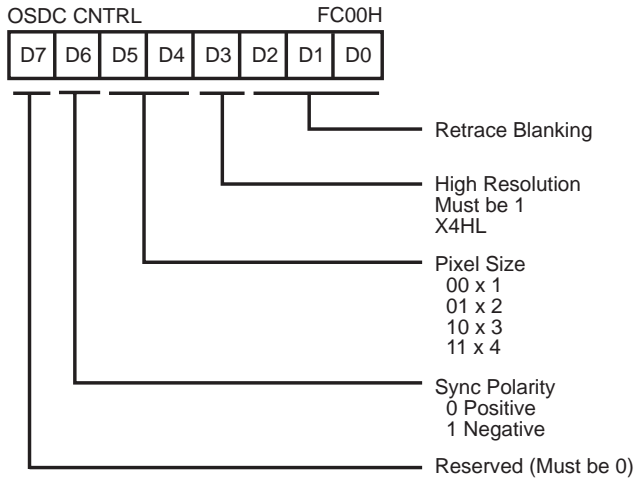 OSDC CNTRL FC00H
D7 D6 D5 D4 D3 D2 D1 D0
Retrace Blanking
High Resolution
Must be 1
X4HL
Pixel Size
00 x 1
01 x 2
10 x 3
11 x 4
Sync Polarity
0 Positive
1 Negative
Reserved (Must be 0)